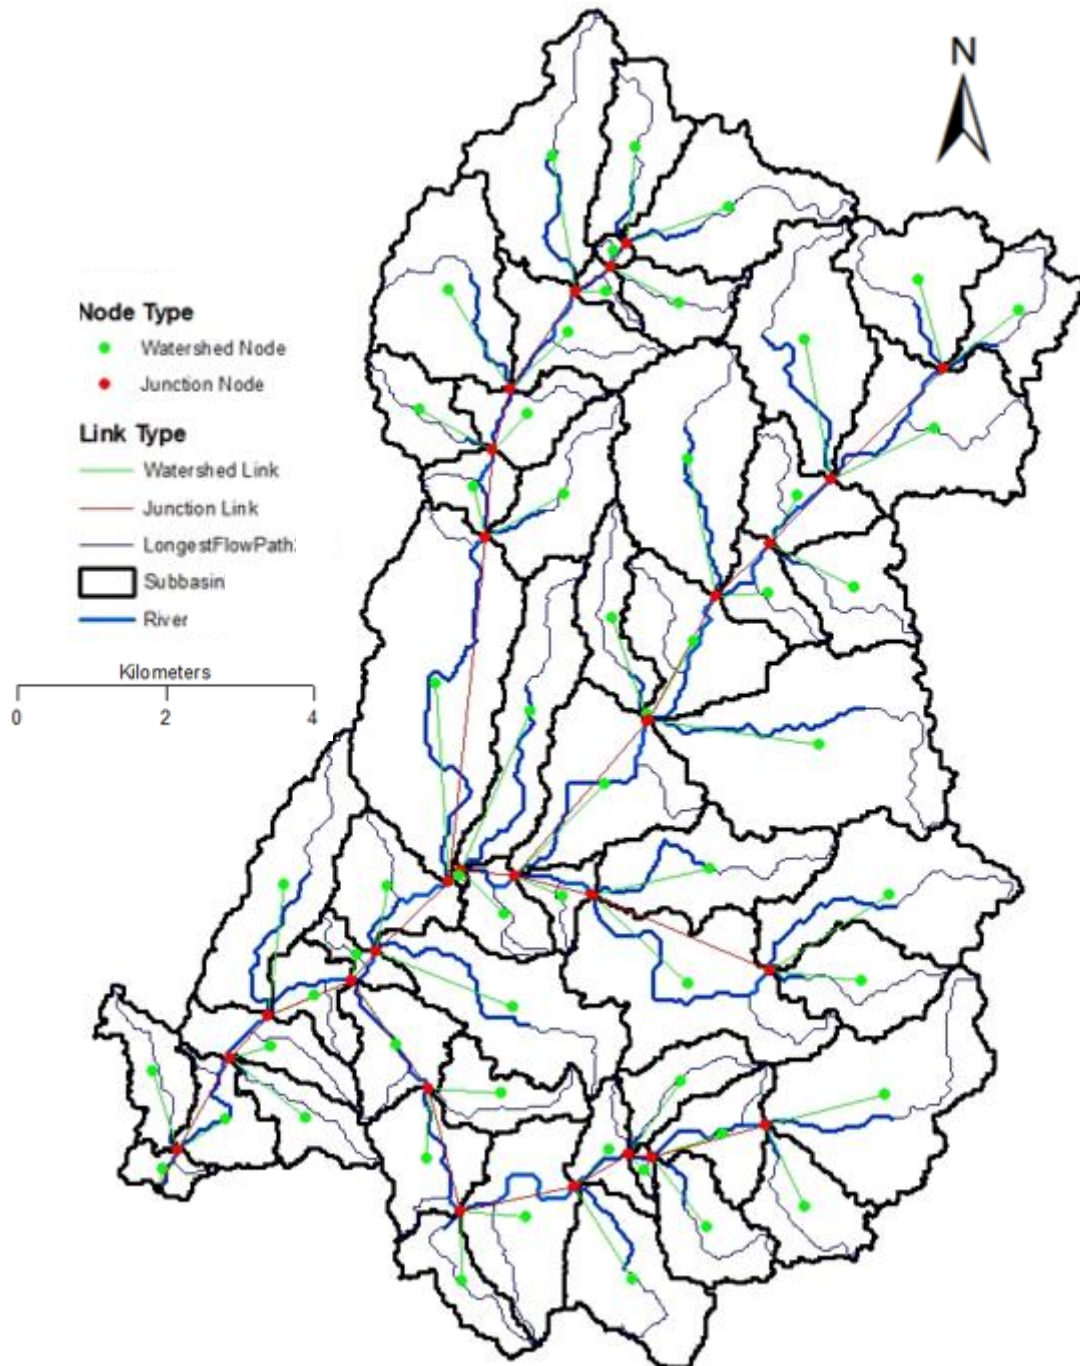 N
Node Type
Watershed Node
Junction Node
Link Type
Watershed Link
Junction Link
LongestFlowPath:
Subbasin
River
Kilometers
0 2 4